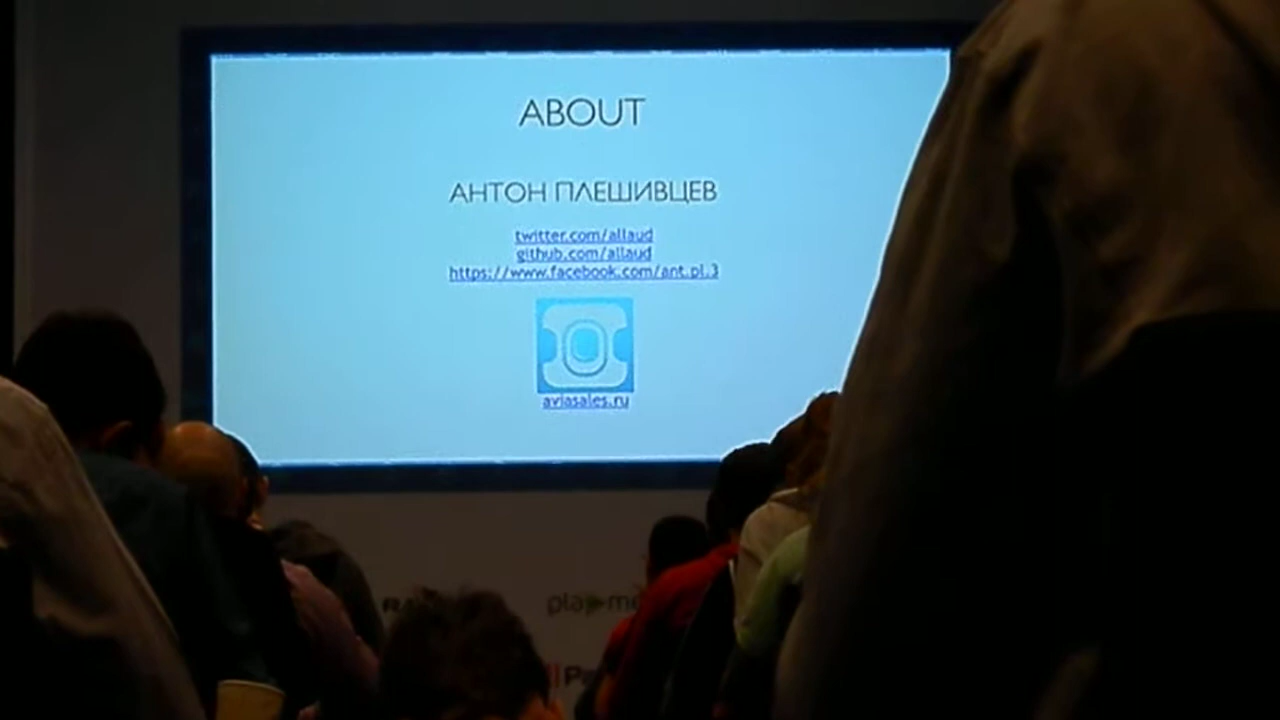 ABOUT
АНТОН ПЛЕШИВЦЕВ
twitter.com/allaud
github.com/allaud
https://www.facebook.com/ant.pl.3
aviasales.ru